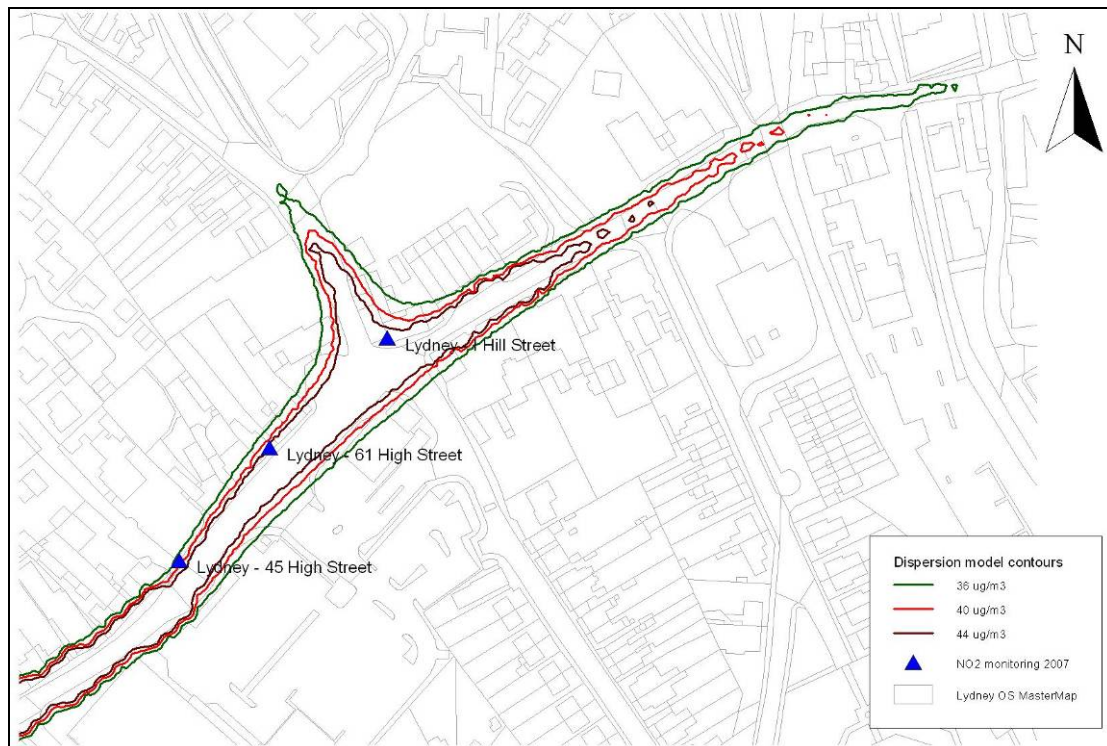 N
Lydney - 1 Hill Street
Lydney - 61 High Street
Lydney - 45 High Street
Dispersion model contours
36 ug/m3
40 ug/m3
44 ug/m3
NO2 monitoring 2007
Lydney OS MasterMap